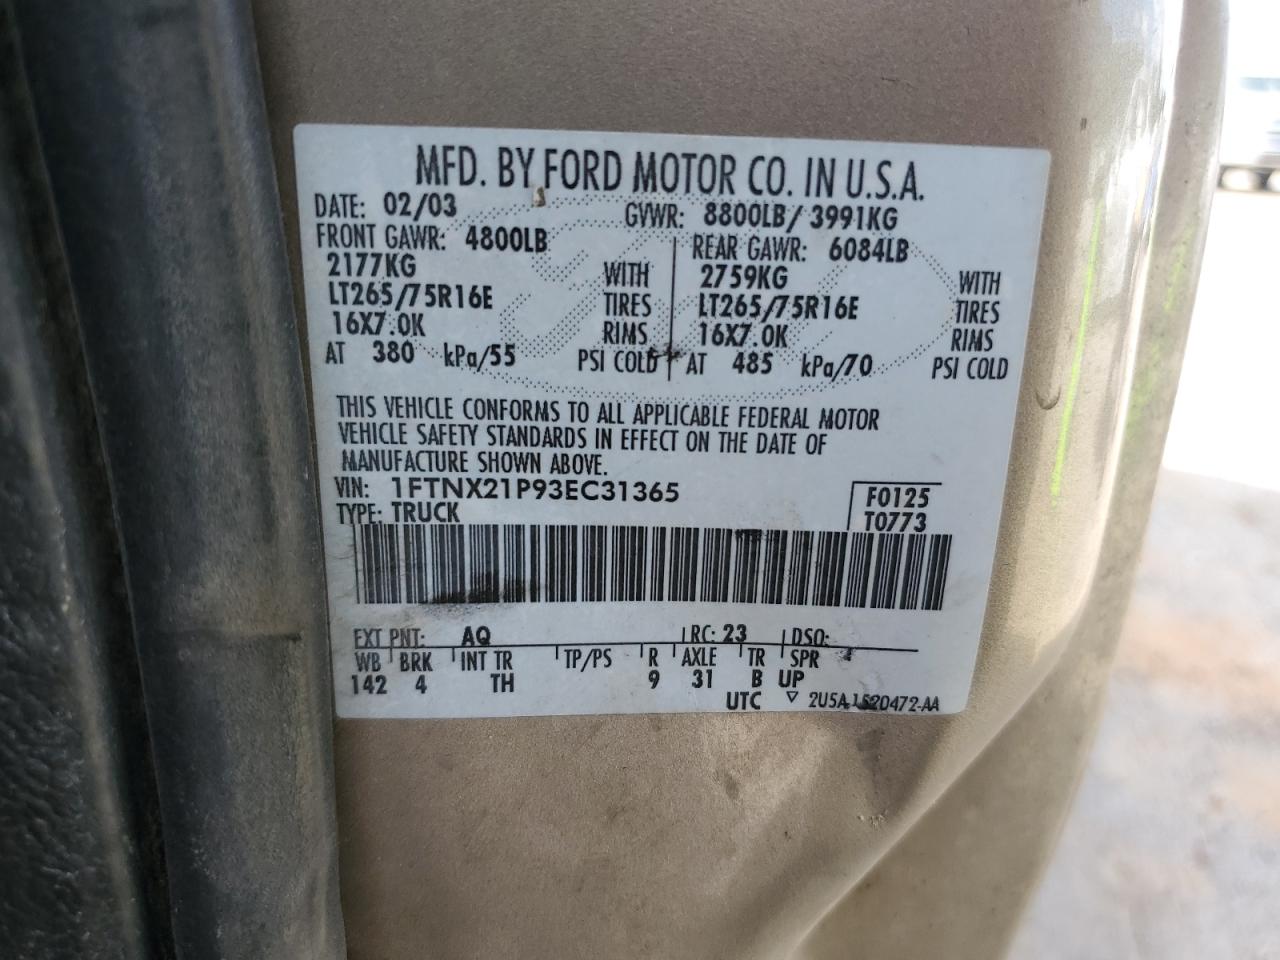 MFD. BY FORD MOTOR CO. IN U.S.A.
DATE: 02/03 GVWR: 8800LB/ 3991KG
FRONT GAWR: 4800LB REAR GAWR: 6084LB
2177KG WITH 2759KG WITH
LT265/75R16E TIRES LT265/75R16E TIRES
16X7.0K RIMS 16X7.0K RIMS
AT 380 kPa/55 PSI COLD AT 485 kPa/70 PSI COLD
THIS VEHICLE CONFORMS TO ALL APPLICABLE FEDERAL MOTOR
VEHICLE SAFETY STANDARDS IN EFFECT ON THE DATE OF
MANUFACTURE SHOWN ABOVE.
VIN: 1FTNX21P93EC31365 F0125
TYPE: TRUCK T0773
EXT PNT: AQ RC: 23 DSO:
WB BRK INT TR TP/PS R AXLE TR SPR
142 4 TH 9 31 B UP
UTC ▽ 2U5A-1520472-AA